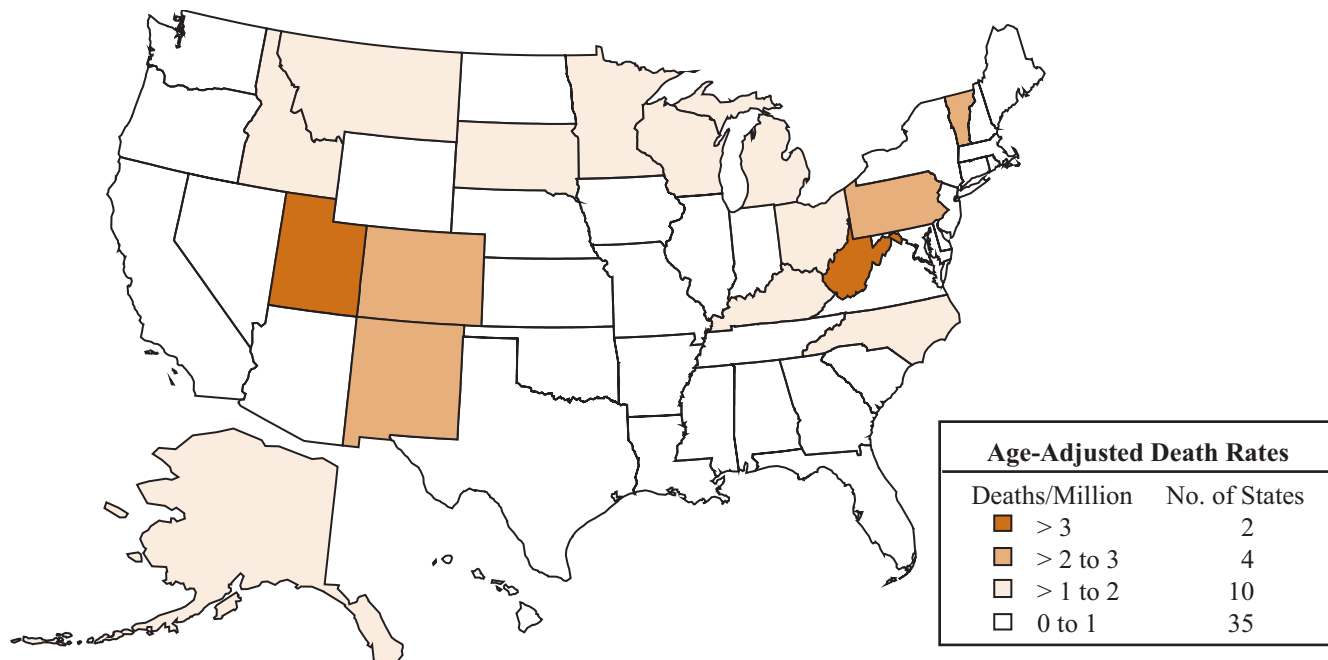 Age-Adjusted Death Rates
Deaths/Million No. of States
> 3 2
> 2 to 3 4
> 1 to 2 10
0 to 1 35